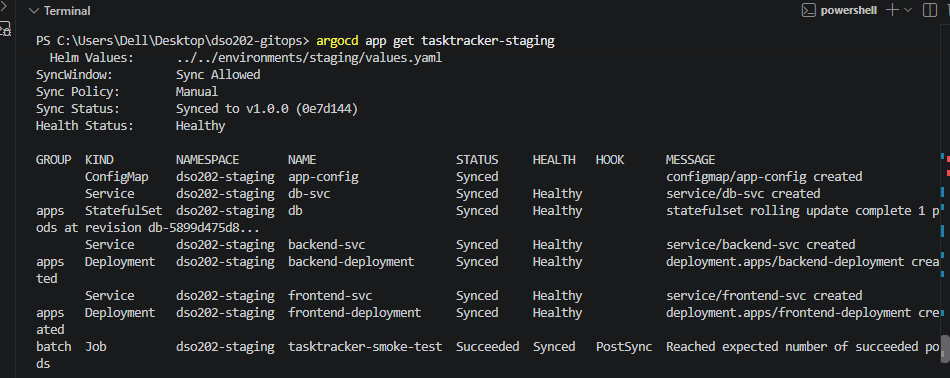 Terminal
powershell
PS C:\Users\Dell\Desktop\dso202-gitops> argocd app get tasktracker-staging
Helm Values: ../../environments/staging/values.yaml
SyncWindow: Sync Allowed
Sync Policy: Manual
Sync Status: Synced to v1.0.0 (0e7d144)
Health Status: Healthy
GROUP KIND NAMESPACE NAME STATUS HEALTH HOOK MESSAGE
ConfigMap dso202-staging app-config Synced configmap/app-config created
Service dso202-staging db-svc Synced Healthy service/db-svc created
apps StatefulSet dso202-staging db Synced Healthy statefulset rolling update complete 1 p
ods at revision db-5899d475d8...
Service dso202-staging backend-svc Synced Healthy service/backend-svc created
apps Deployment dso202-staging backend-deployment Synced Healthy deployment.apps/backend-deployment crea
ted
Service dso202-staging frontend-svc Synced Healthy service/frontend-svc created
apps Deployment dso202-staging frontend-deployment Synced Healthy deployment.apps/frontend-deployment cre
ated
batch Job dso202-staging tasktracker-smoke-test Succeeded Synced PostSync Reached expected number of succeeded po
ds